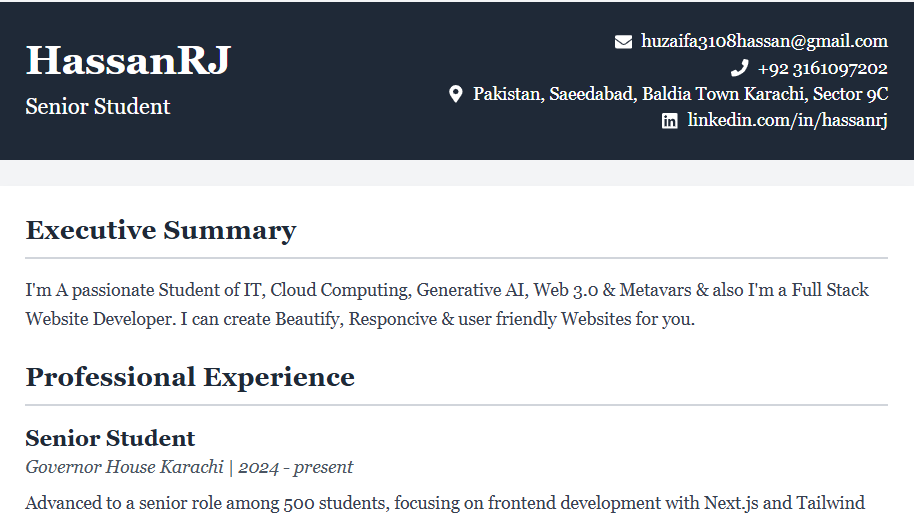 HassanRJ
Senior Student
huzaifa3108hassan@gmail.com
+92 3161097202
Pakistan, Saeedabad, Baldia Town Karachi, Sector 9C
linkedin.com/in/hassanrj
Executive Summary
I'm A passionate Student of IT, Cloud Computing, Generative AI, Web 3.0 & Metavars & also I'm a Full Stack
Website Developer. I can create Beautify, Responcive & user friendly Websites for you.
Professional Experience
Senior Student
Governor House Karachi | 2024 - present
Advanced to a senior role among 500 students, focusing on frontend development with Next.js and Tailwind